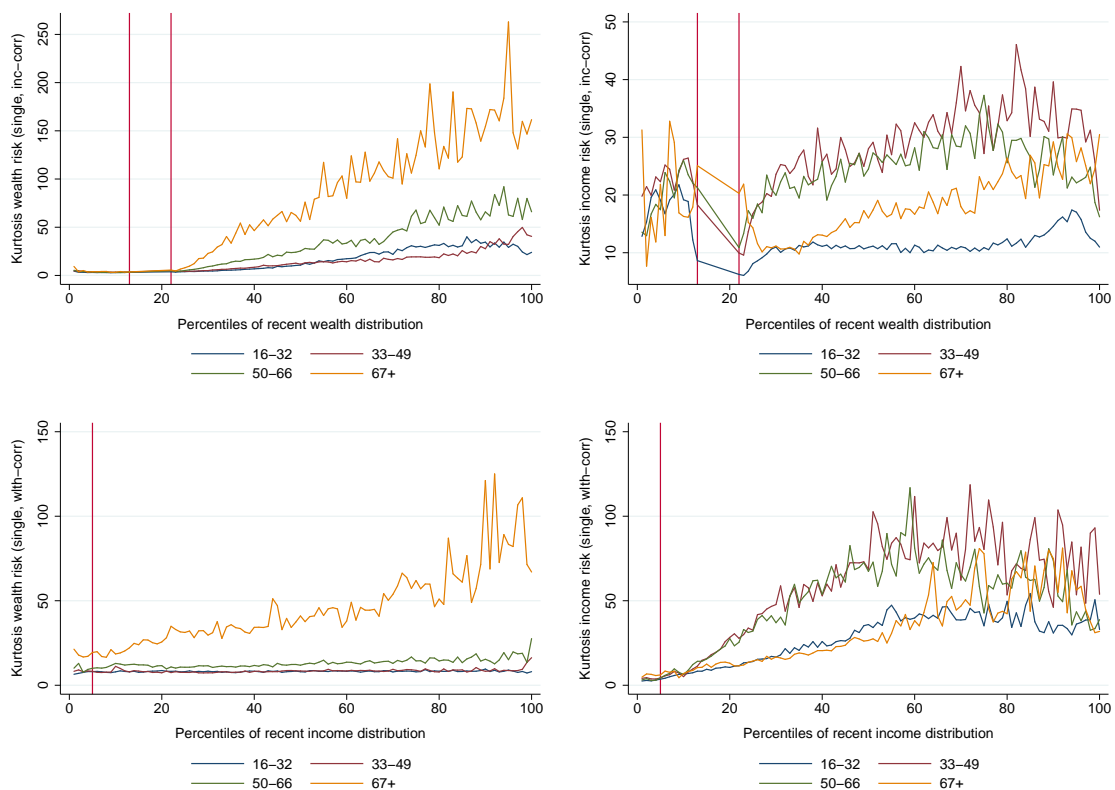 Kurtosis wealth risk (single, inc−corr)
250
200
150
100
50
0
0 20 40 60 80 100
Percentiles of recent wealth distribution
16−32 33−49
50−66 67+
Kurtosis income risk (single, inc−corr)
50
40
30
20
10
0 20 40 60 80 100
Percentiles of recent wealth distribution
16−32 33−49
50−66 67+
Kurtosis wealth risk (single, wlth−corr)
150
100
50
0
0 20 40 60 80 100
Percentiles of recent income distribution
16−32 33−49
50−66 67+
Kurtosis income risk (single, wlth−corr)
150
100
50
0
0 20 40 60 80 100
Percentiles of recent income distribution
16−32 33−49
50−66 67+